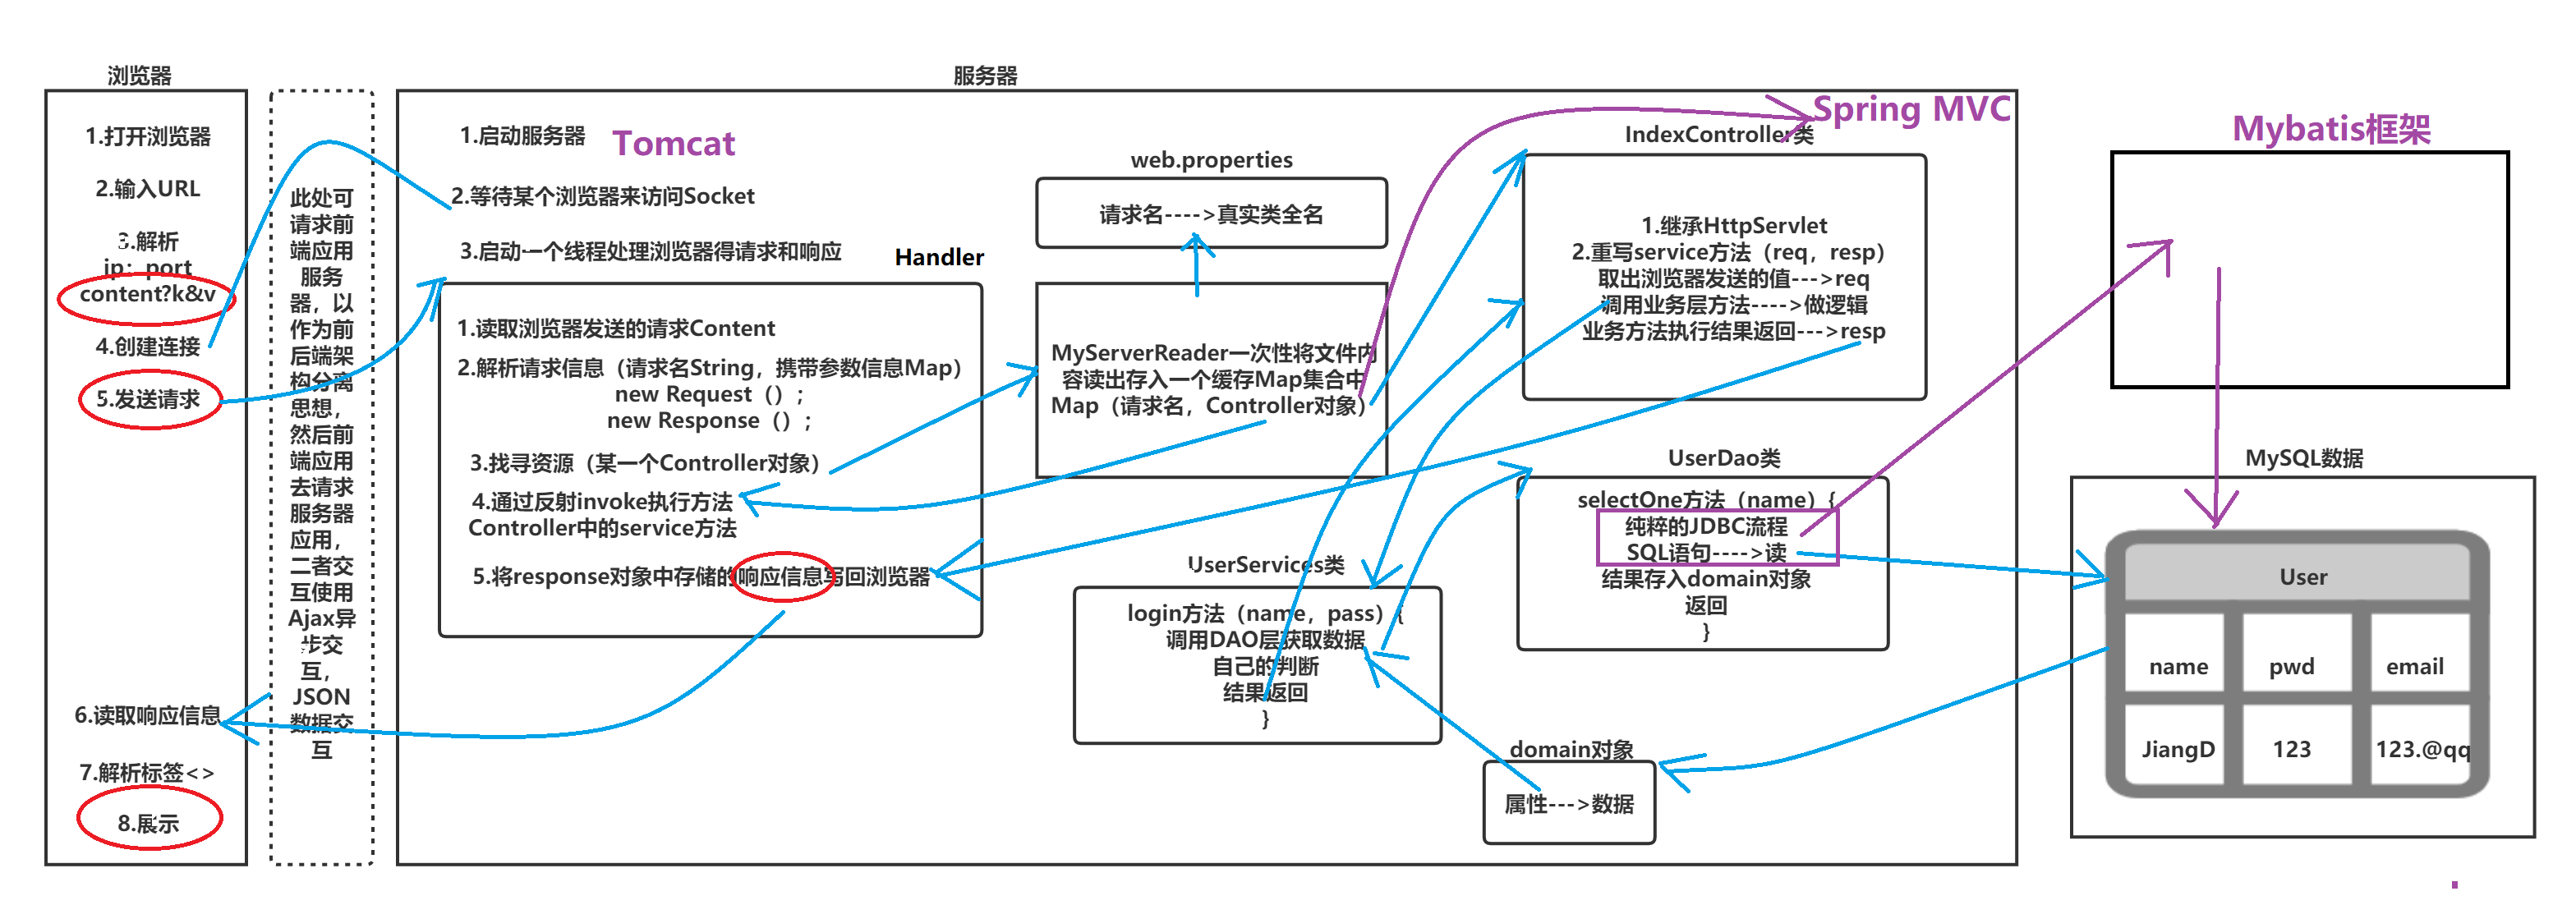 浏览器
1.打开浏览器
2.输入URL
3.解析
ip：port
content?k&v
4.创建连接
5.发送请求
6.读取响应信息
7.解析标签<>
8.展示
此处可
请求前
端应用
服务
器，以
作为前
后端架
构分离
思想，
然后前
端应用
去请求
服务器
应用，
二者交
互使用
Ajax异
步交
互，
JSON
数据交
互
服务器
1.启动服务器
Tomcat
2.等待某个浏览器来访问Socket
3.启动一个线程处理浏览器得请求和响应
Handler
1.读取浏览器发送的请求Content
2.解析请求信息（请求名String，携带参数信息Map）
new Request（）；
new Response（）；
3.找寻资源（某一个Controller对象）
4.通过反射invoke执行方法
Controller中的service方法
5.将response对象中存储的响应信息写回浏览器
web.properties
请求名---->真实类全名
MyServerReader一次性将文件内
容读出存入一个缓存Map集合中
Map（请求名，Controller对象）
Spring MVC
IndexController类
1.继承HttpServlet
2.重写service方法（req，resp）
取出浏览器发送的值--->req
调用业务层方法---->做逻辑
业务方法执行结果返回--->resp
UserServices类
login方法（name，pass）{
调用DAO层获取数据
自己的判断
结果返回
}
UserDao类
selectOne方法（name）{
纯粹的JDBC流程
SQL语句---->读
结果存入domain对象
返回
}
domain对象
属性--->数据
Mybatis框架
MySQL数据
User
name pwd email
JiangD 123 123.@qq